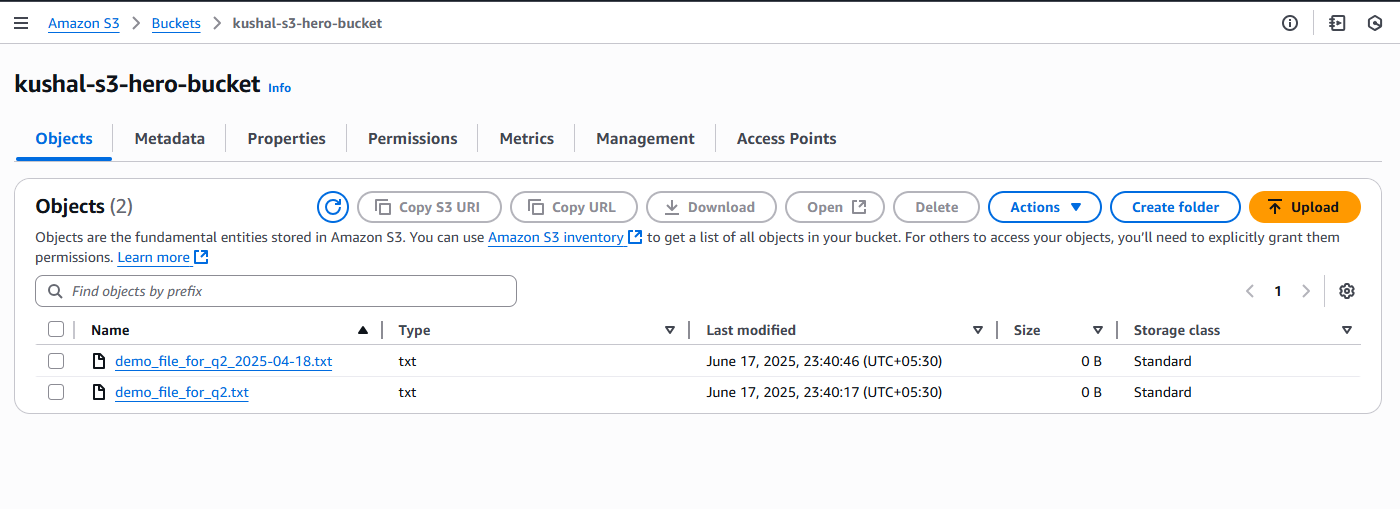 Amazon S3 > Buckets > kushal-s3-hero-bucket
kushal-s3-hero-bucket Info
Objects Metadata Properties Permissions Metrics Management Access Points
Objects (2) Copy S3 URI Copy URL Download Open Delete Actions Create folder Upload
Objects are the fundamental entities stored in Amazon S3. You can use Amazon S3 inventory to get a list of all objects in your bucket. For others to access your objects, you’ll need to explicitly grant them
permissions. Learn more
Find objects by prefix 1
Name Type Last modified Size Storage class
demo_file_for_q2_2025-04-18.txt txt June 17, 2025, 23:40:46 (UTC+05:30) 0 B Standard
demo_file_for_q2.txt txt June 17, 2025, 23:40:17 (UTC+05:30) 0 B Standard